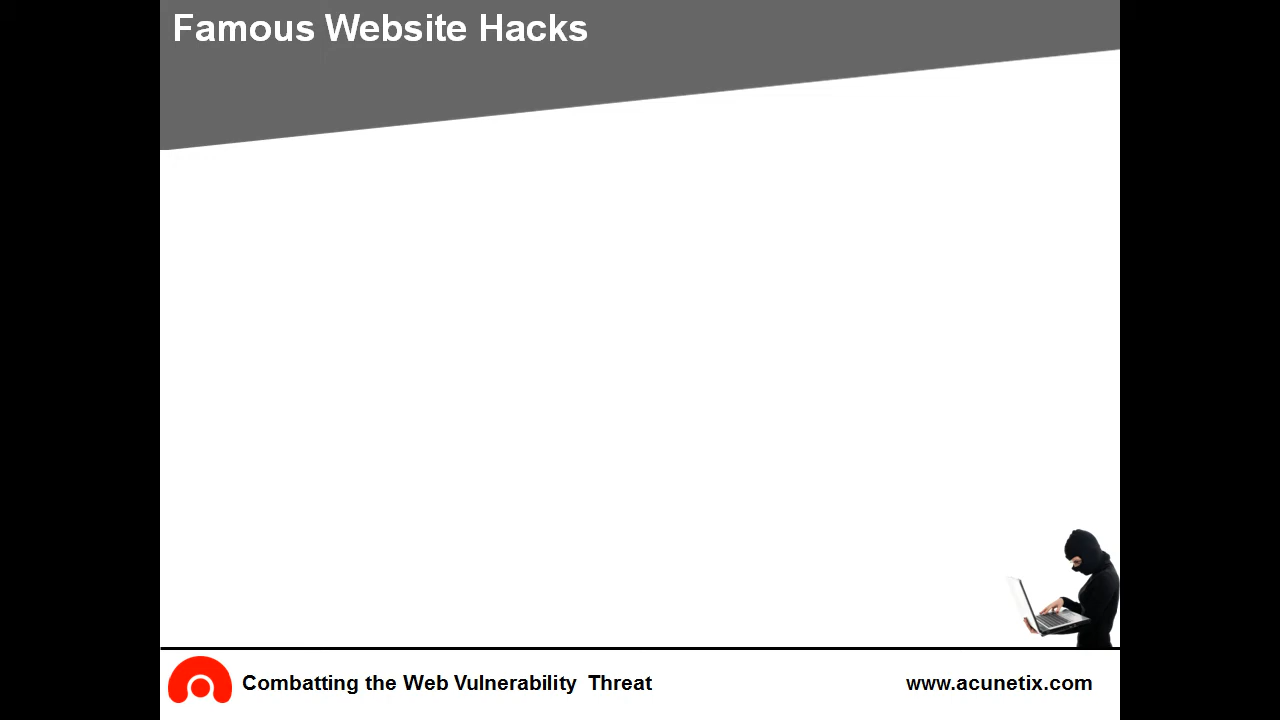 Famous Website Hacks
Combatting the Web Vulnerability Threat
www.acunetix.com